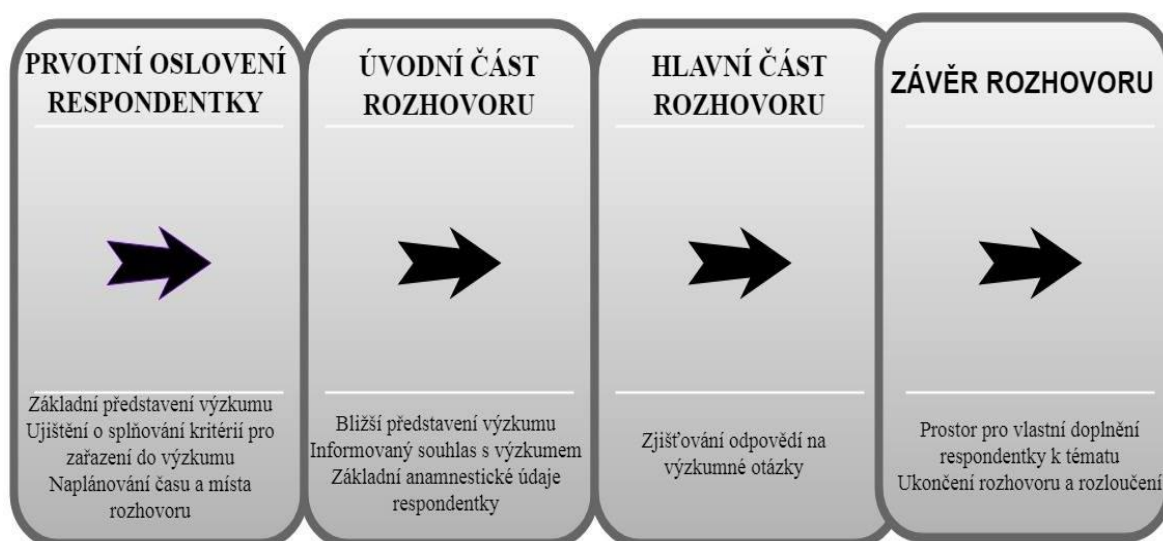 PRVOTNÍ OSLOVENÍ
RESPONDENTKY
Základní představení výzkumu
Ujištění o splňování kritérií pro
zařazení do výzkumu
Naplánování času a místa
rozhovoru
ÚVODNÍ ČÁST
ROZHOVORU
Bližší představení výzkumu
Informovaný souhlas s výzkumem
Základní anamnestické údaje
respondentky
HLAVNÍ ČÁST
ROZHOVORU
Zjišťování odpovědí na
výzkumné otázky
ZÁVĚR ROZHOVORU
Prostor pro vlastní doplnění
respondentky k tématu
Ukončení rozhovoru a rozloučení